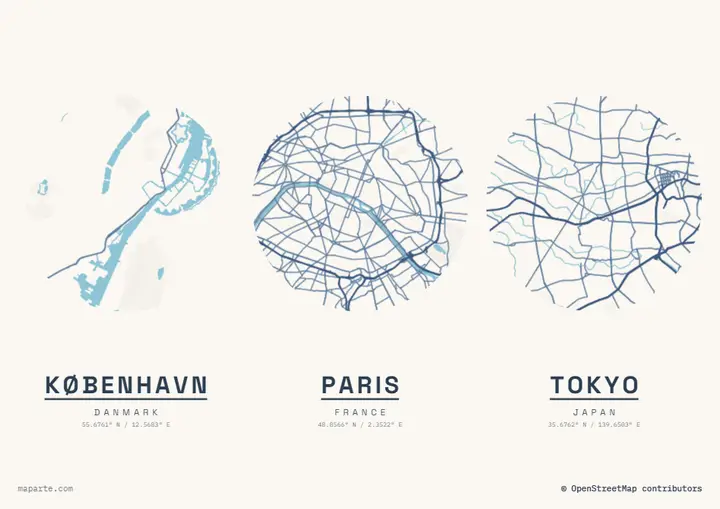 KØBENHAVN
DANMARK
55.6761° N / 12.5683° E
PARIS
FRANCE
48.8566° N / 2.3522° E
TOKYO
JAPAN
35.6762° N / 139.6503° E
maparte.com
© OpenStreetMap contributors